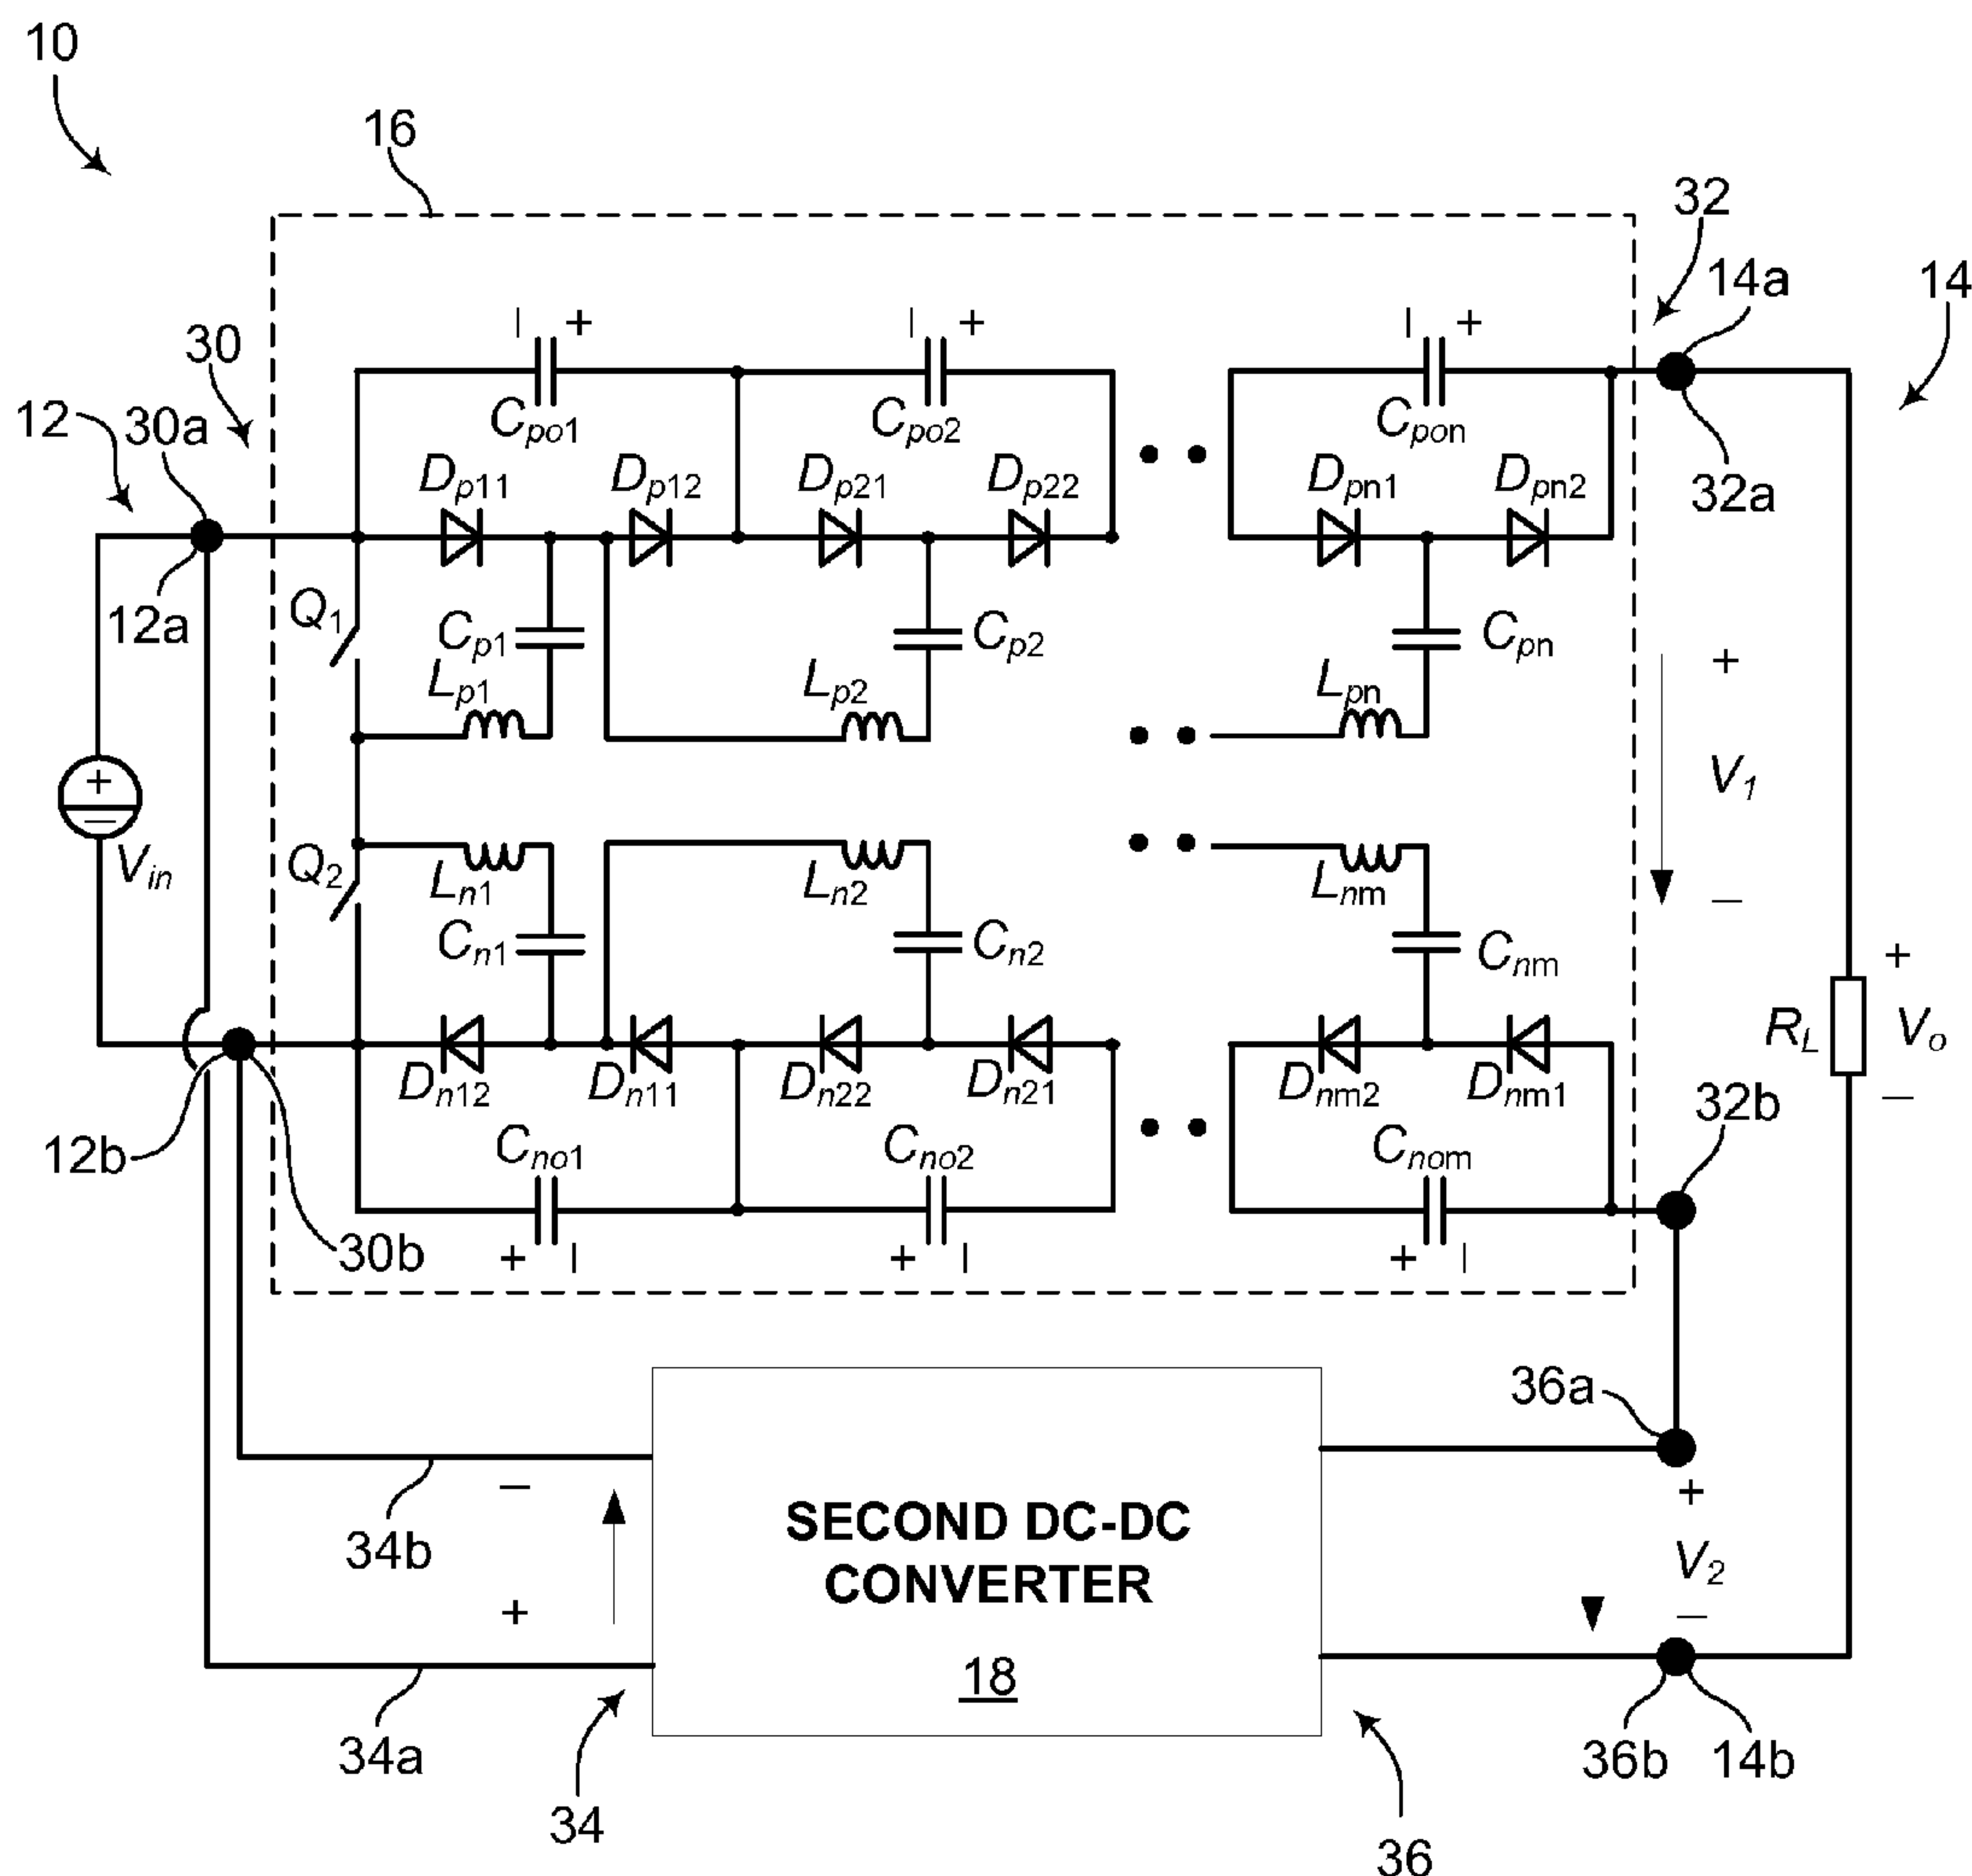 10
16
32
14a
14
30
12
30a
– +
– +
– +
Cpo1
Cpo2
Cpon
Dp11
Dp12
Dp21
Dp22
Dpn1
Dpn2
32a
12a
Q1
Cp1
Cp2
Cpn
Lp1
Lp2
Lpn
+
V1
–
+
–
Vin
Q2
Ln1
Ln2
Lnm
Cn1
Cn2
Cnm
+
RL
Vo
–
Dn12
Dn11
Dn22
Dn21
Dnm2
Dnm1
32b
12b
Cno1
Cno2
Cnom
30b
+ –
+ –
+ –
36a
–
+
34b
SECOND DC-DC
CONVERTER
V2
+
–
18
34a
34
36b
14b
36